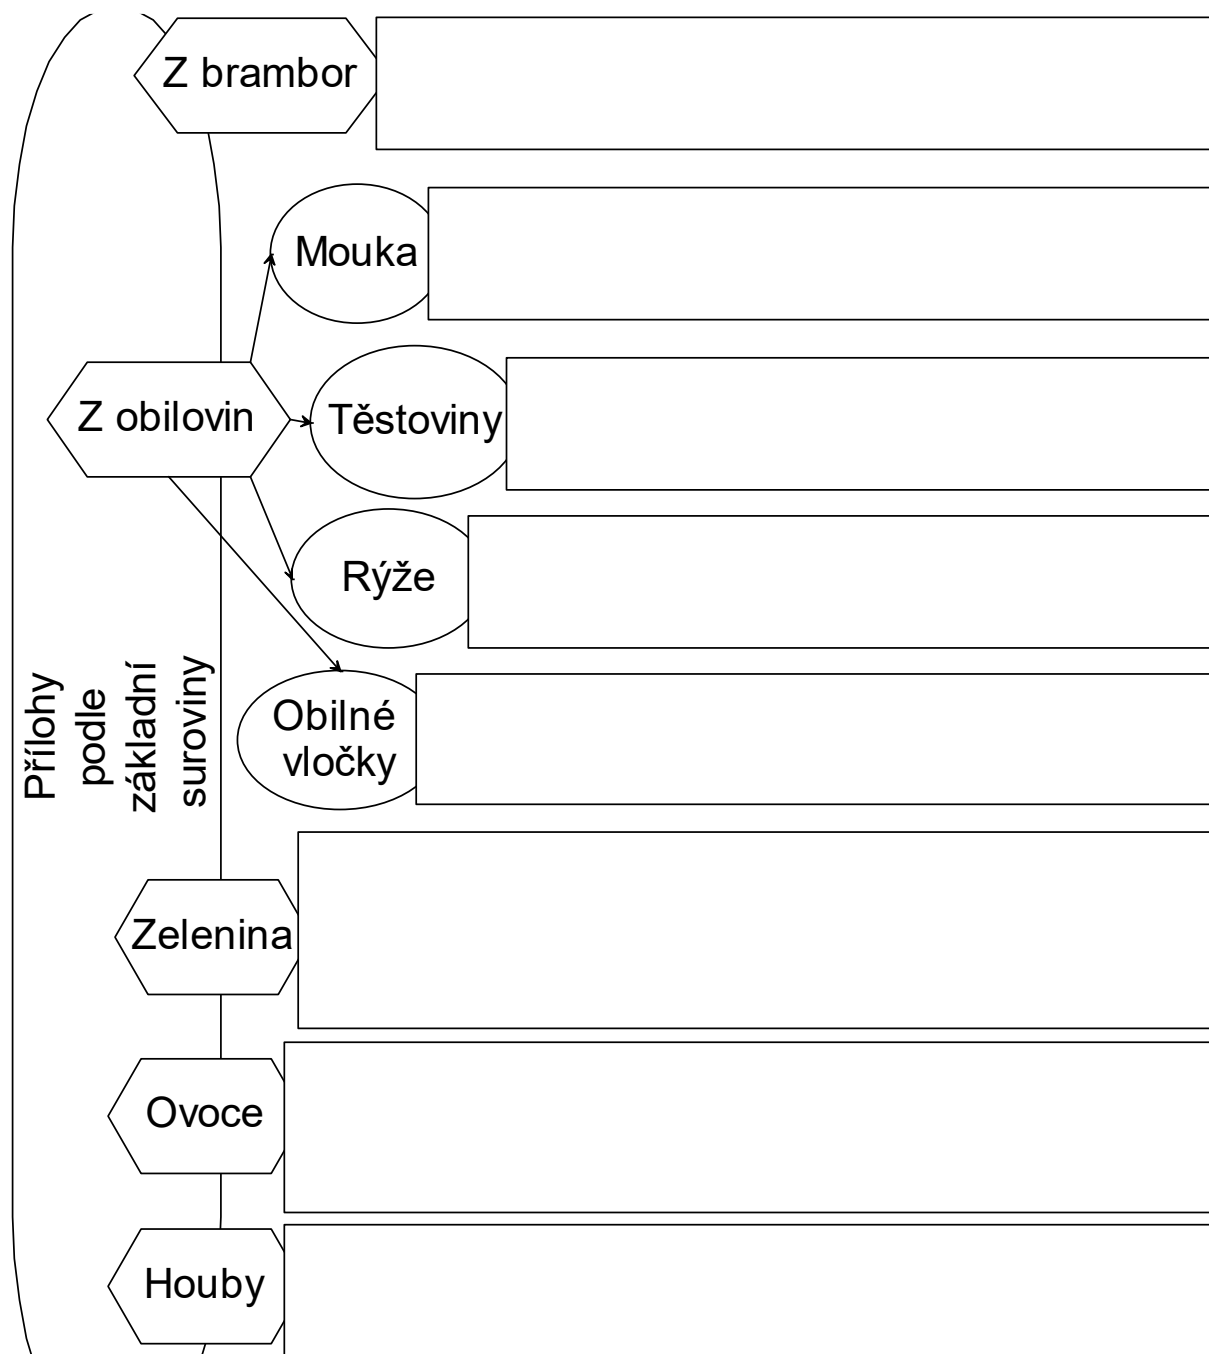 Z brambor
Mouka
Z obilovin
Těstoviny
Rýže
Obilné
vločky
Přílohy
podle
základní
suroviny
Zelenina
Ovoce
Houby